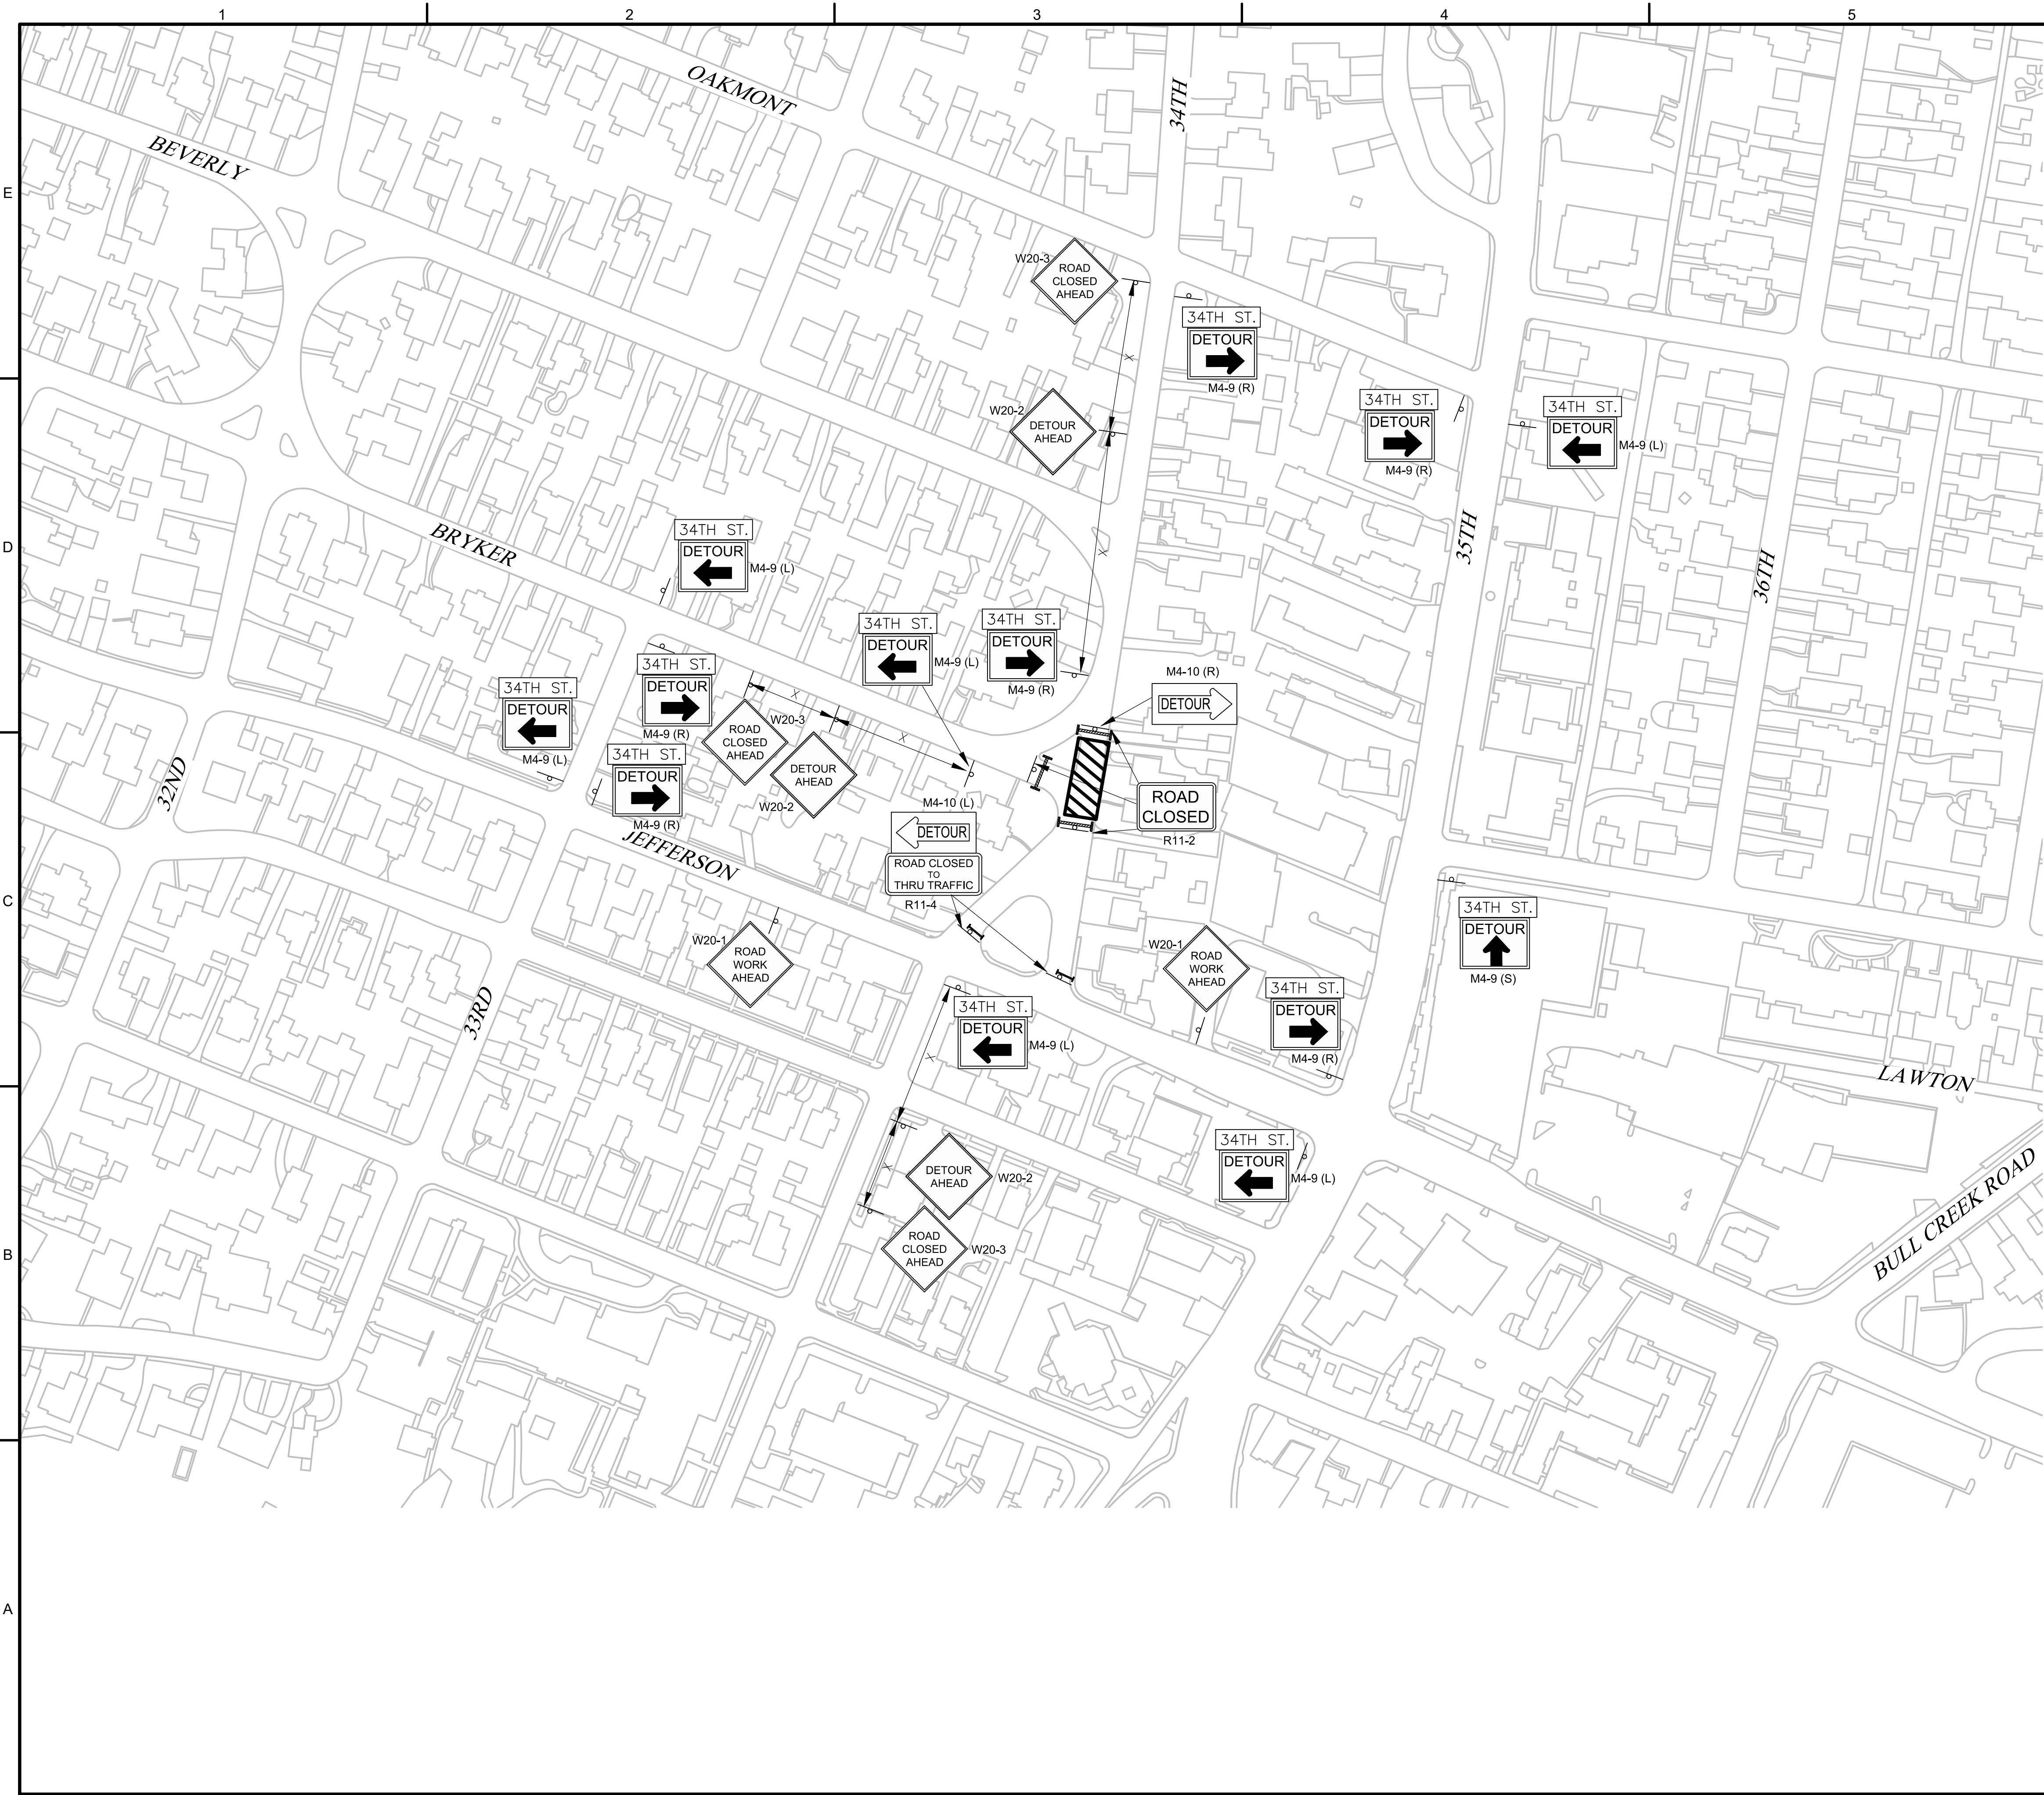 1
2
3
4
5
E
D
C
B
A
OAKMONT
BEVERLY
34TH
W20-3
ROAD
CLOSED
AHEAD
34TH ST.
DETOUR
M4-9 (R)
W20-2
DETOUR
AHEAD
34TH ST.
DETOUR
M4-9 (R)
34TH ST.
DETOUR
M4-9 (L)
X
X
BRYKER
35TH
36TH
34TH ST.
DETOUR
M4-9 (L)
34TH ST.
DETOUR
M4-9 (L)
34TH ST.
DETOUR
M4-9 (R)
34TH ST.
DETOUR
M4-9 (R)
34TH ST.
DETOUR
M4-9 (L)
M4-10 (R)
DETOUR
X
X
W20-3
ROAD
CLOSED
AHEAD
DETOUR
AHEAD
W20-2
34TH ST.
DETOUR
M4-9 (R)
32ND
JEFFERSON
M4-10 (L)
DETOUR
ROAD CLOSED
TO
THRU TRAFFIC
R11-4
ROAD
CLOSED
R11-2
W20-1
ROAD
WORK
AHEAD
W20-1
ROAD
WORK
AHEAD
34TH ST.
DETOUR
M4-9 (S)
33RD
34TH ST.
DETOUR
M4-9 (L)
34TH ST.
DETOUR
M4-9 (R)
X
X
LAWTON
DETOUR
AHEAD
W20-2
ROAD
CLOSED
AHEAD
W20-3
34TH ST.
DETOUR
M4-9 (L)
BULL CREEK ROAD